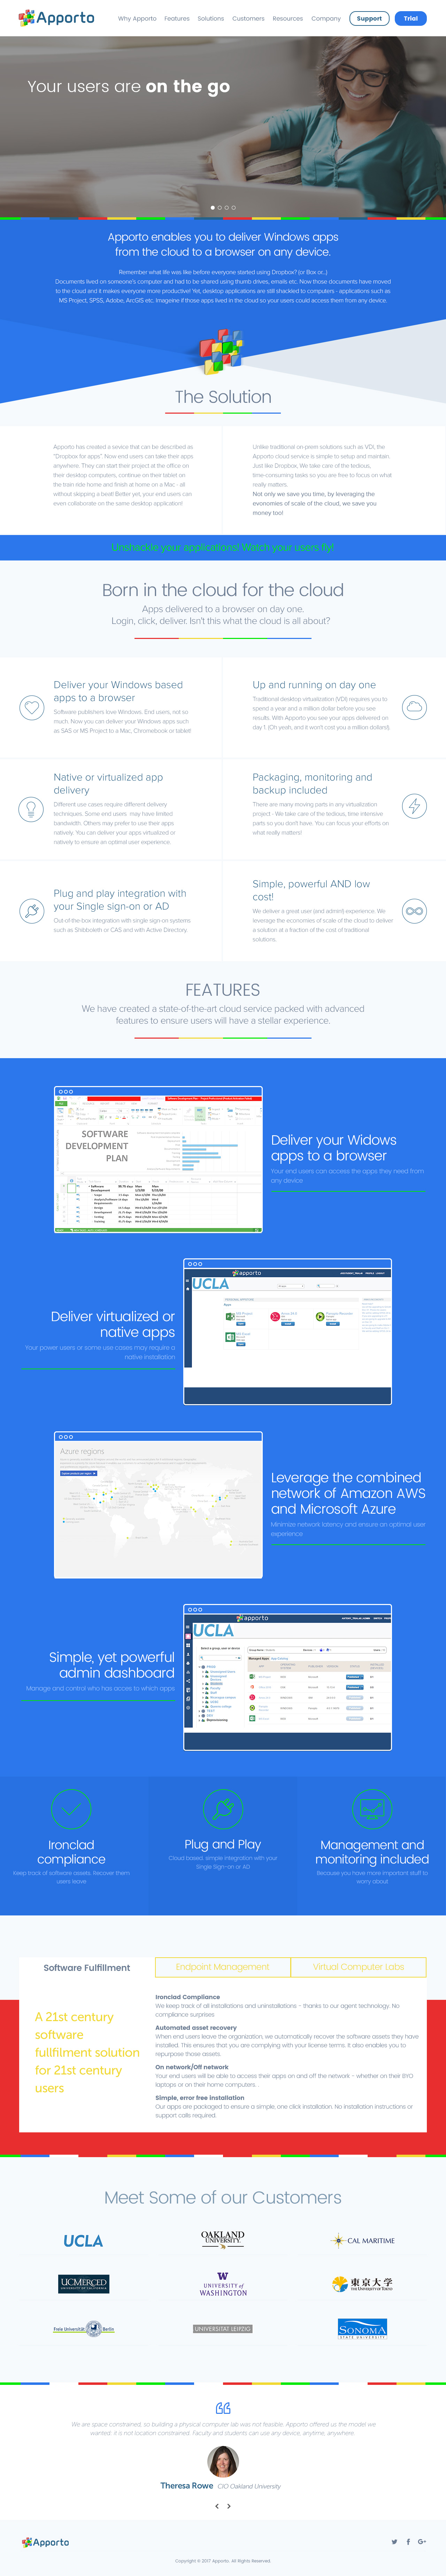 Apporto
Why Apporto Features Solutions Customers Resources Company Support Trial
Your users are on the go
Apporto enables you to deliver Windows apps
from the cloud to a browser on any device.
Remember what life was like before everyone started using Dropbox? (or Box or...)
Documents lived on someone's computer and had to be shared using thumb drives, emails etc. Now those documents have moved
to the cloud and it makes everyone more productive! Yet, desktop applications are still shackled to computers - applications such as
MS Project, SPSS, Adobe, ArcGIS etc. Imagine if those apps lived in the cloud so your users could access them from any device.
The Solution
Apporto has created a service that can be described as
"Dropbox for apps". Now end users can take their apps
anywhere. They can start their project at the office on
their desktop computers, continue on their tablet on
the train ride home and finish at home on a Mac - all
without skipping a beat! Better yet, your end users can
even collaborate on the same desktop application!
Unlike traditional on-prem solutions such as VDI, the
Apporto cloud service is simple to setup and maintain.
Just like Dropbox, We take care of the tedious,
time-consuming tasks so you are free to focus on what
really matters.
Not only we save you time, by leveraging the
economies of scale of the cloud, we save you
money too!
Unshackle your applications! Watch your users fly!
Born in the cloud for the cloud
Apps delivered to a browser on day one.
Login, click, deliver. Isn't this what the cloud is all about?
Deliver your Windows based
apps to a browser
Software publishers love Windows. End users, not so
much. Now you can deliver your Windows apps such
as SAS or MS Project to a Mac, Chromebook or tablet!
Up and running on day one
Traditional desktop virtualization (VDI) requires you to
spend a year and a million dollar before you see
results. With Apporto you see your apps delivered on
day 1. (Oh yeah, and it won't cost you a million dollars!).
Native or virtualized app
delivery
Different use cases require different delivery
techniques. Some end users may have limited
bandwidth. Others may prefer to use their apps
natively. You can deliver your apps virtualized or
natively to ensure an optimal user experience.
Packaging, monitoring and
backup included
There are many moving parts in any virtualization
project - We take care of the tedious, time intensive
parts so you don't have. You can focus your efforts on
what really matters!
Plug and play integration with
your Single sign-on or AD
Out-of-the-box integration with single sign-on systems
such as Shibboleth or CAS and with Active Directory.
Simple, powerful AND low
cost!
We deliver a great user (and admin!) experience. We
leverage the economies of scale of the cloud to deliver
a solution at a fraction of the cost of traditional
solutions.
FEATURES
We have created a state-of-the-art cloud service packed with advanced
features to ensure users will have a stellar experience.
SOFTWARE
DEVELOPMENT
PLAN
Deliver your Widows
apps to a browser
Your end users can access the apps they need from
any device
apporto
UCLA
Deliver virtualized or
native apps
Your power users or some use cases may require a
native installation
Azure regions
Leverage the combined
network of Amazon AWS
and Microsoft Azure
Minimize network latency and ensure an optimal user
experience
apporto
UCLA
Simple, yet powerful
admin dashboard
Manage and control who has access to which apps
Ironclad
compliance
Keep track of software assets. Recover them
users leave
Plug and Play
Cloud based: simple integration with your
Single Sign-on or AD
Management and
monitoring included
Because you have more important stuff to
worry about
Software Fulfillment
Endpoint Management
Virtual Computer Labs
A 21st century
software
fullfilment solution
for 21st century
users
Ironclad Compliance
We keep track of all installations and uninstallations - thanks to our agent technology, No
compliance surprises
Automated asset recovery
When end users leave the organization, we automatically recover the software assets they have
installed. This ensures that you are complying with your license terms. It also enables you to
repurpose those assets.
On network/Off network
Your end users will be able to access their apps on and off the network - whether on their BYO
laptops or on their home computers.
Simple, error free installation
Our apps are packaged to ensure a simple, one click installation. No installation instructions or
support calls required.
Meet Some of our Customers
UCLA
OAKLAND
UNIVERSITY.
CAL MARITIME
UCMERCED
UNIVERSITY OF CALIFORNIA
W
UNIVERSITY of
WASHINGTON
東京大学
THE UNIVERSITY OF TOKYO
Freie Universität Berlin
UNIVERSITÄT LEIPZIG
SONOMA
STATE UNIVERSITY
We are space constrained, so building a physical computer lab was not feasible. Apporto offered us the model we
wanted: it is not location constrained. Faculty and students can use any device, anytime, anywhere.
Theresa Rowe CIO Oakland University
Apporto
Copyright © 2017 Apporto. All Rights Reserved.